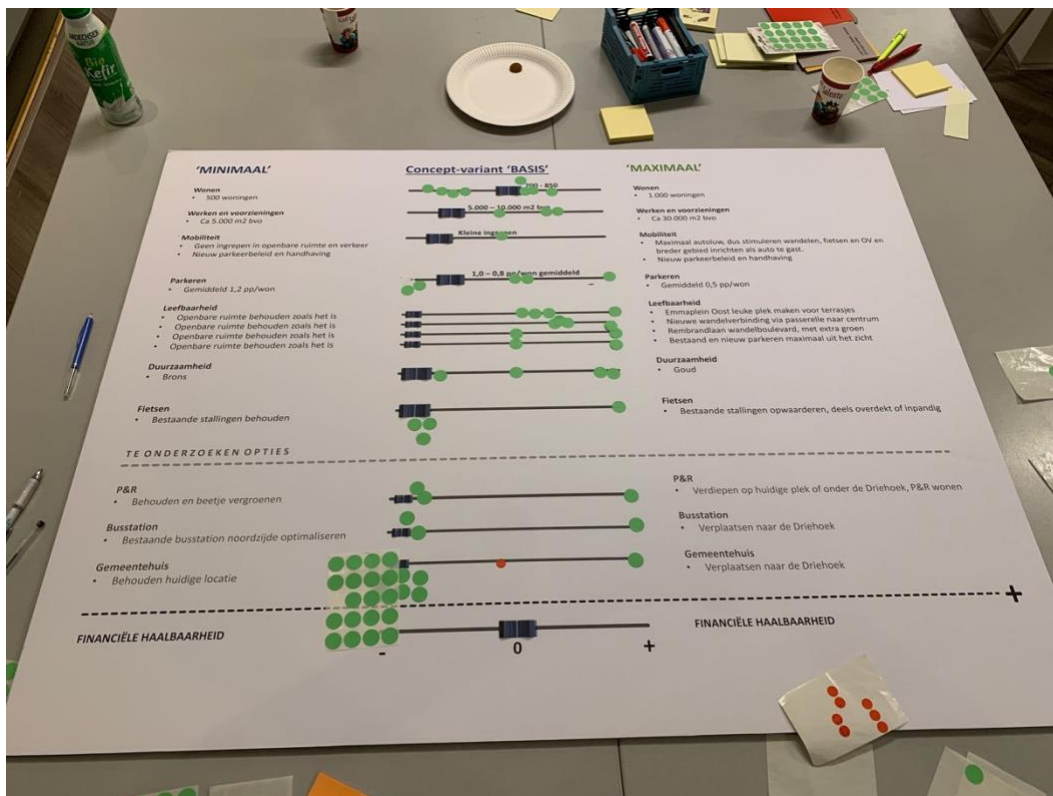 ANDECHSER
NATUR
Bio
Kefir
'MINIMAAL'
Concept-variant 'BASIS'
'MAXIMAAL'
Wonen
• 500 woningen
700 - 850
Wonen
• 1.000 woningen
Werken en voorzieningen
• Ca 5.000 m2 bvo
5.000 – 10.000 m2 bvo
Werken en voorzieningen
• Ca 30.000 m2 bvo
Mobiliteit
• Geen ingrepen in openbare ruimte en verkeer
• Nieuw parkeerbeleid en handhaving
Kleine ingrepen
Mobiliteit
• Maximaal autoluw, dus stimuleren wandelen, fietsen en OV en
breder gebied inrichten als auto te gast.
• Nieuw parkeerbeleid en handhaving
Parkeren
• Gemiddeld 1,2 pp/won
1,0 – 0,8 pp/won gemiddeld
Parkeren
• Gemiddeld 0,5 pp/won
Leefbaarheid
• Openbare ruimte behouden zoals het is
• Openbare ruimte behouden zoals het is
• Openbare ruimte behouden zoals het is
• Openbare ruimte behouden zoals het is
Leefbaarheid
• Emmaplein Oost leuke plek maken voor terrasjes
• Nieuwe wandelverbinding via passerelle naar centrum
• Rembrandlaan wandelboulevard, met extra groen
• Bestaand en nieuw parkeren maximaal uit het zicht
Duurzaamheid
• Brons
Duurzaamheid
• Goud
Fietsen
• Bestaande stallingen behouden
Fietsen
• Bestaande stallingen opwaarderen, deels overdekt of inpandig
TE ONDERZOEKEN OPTIES
P&R
• Behouden en beetje vergroenen
P&R
• Verdiepen op huidige plek of onder de Driehoek, P&R wonen
Busstation
• Bestaande busstation noordzijde optimaliseren
Busstation
• Verplaatsen naar de Driehoek
Gemeentehuis
• Behouden huidige locatie
Gemeentehuis
• Verplaatsen naar de Driehoek
+
FINANCIËLE HAALBAARHEID
- 0 +
FINANCIËLE HAALBAARHEID